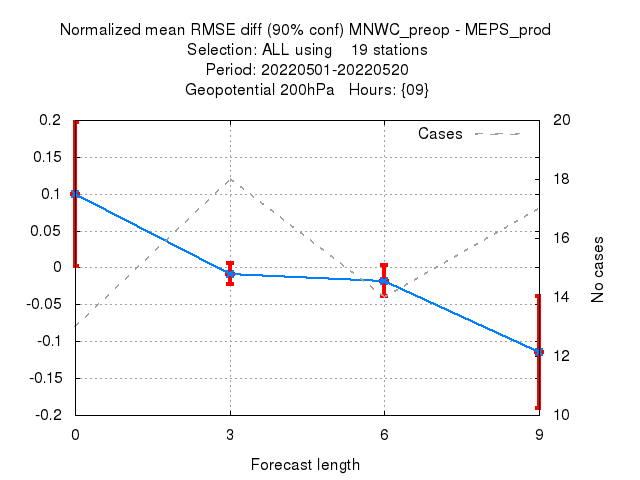 Normalized mean RMSE diff (90% conf) MNWC_preop - MEPS_prod
Selection: ALL using    19 stations
Period: 20220501-20220520
Geopotential 200hPa   Hours: {09}
Cases
0.2
0.15
0.1
0.05
0
-0.05
-0.1
-0.15
-0.2
20
18
16
14
12
10
No cases
0
3
6
9
Forecast length